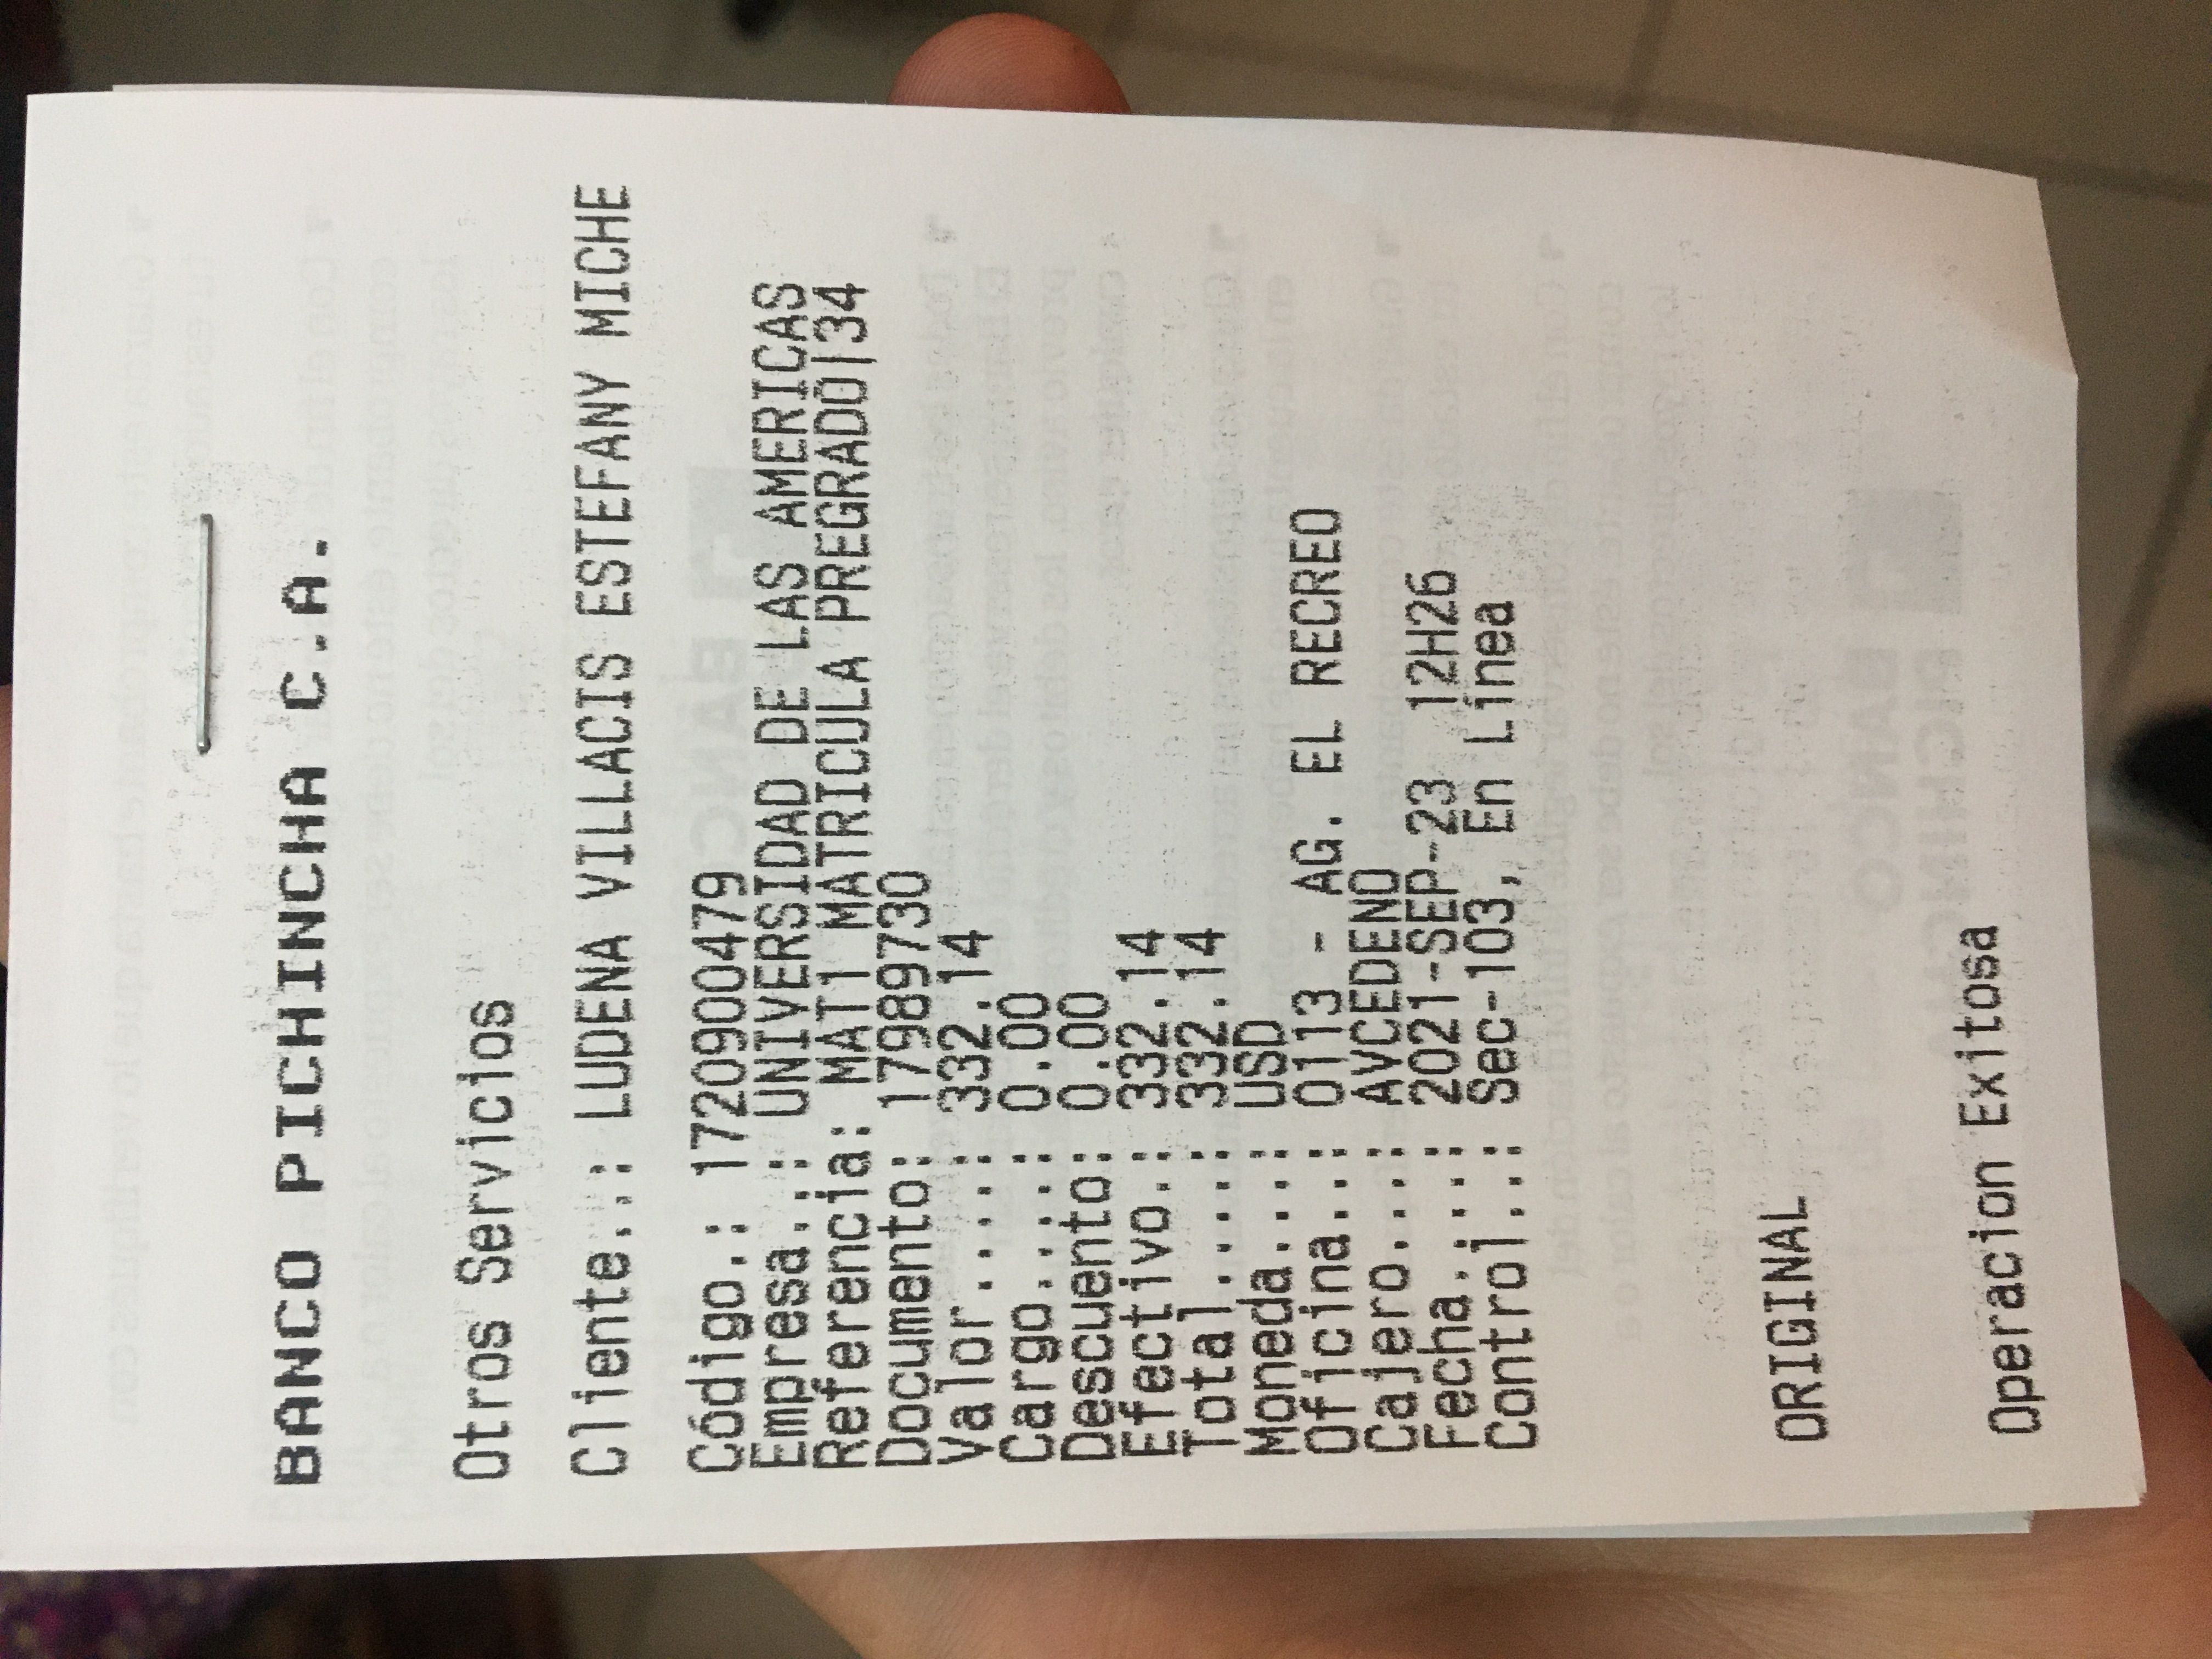 BANCO PICHINCHA C.A.
Otros Servicios
Cliente..: LUDENA VILLACIS ESTEFANY MICHE
Código.: 1720900479
Empresa.: UNIVERSIDAD DE LAS AMERICAS
Referencia: MAT1 MATRICULA PREGRADO|34
Documento: 179889730
Valor.....: 332.14
Cargo....: 0.00
Descuento: 0.00
Efectivo.: 332.14
Total.....: 332.14
Moneda...: USD
Oficina..: 0113 - AG. EL RECREO
Cajero...: AVCEDENO
Fecha....: 2021-SEP-23 12H26
Control..: Sec-103, En Linea
ORIGINAL
Operacion Exitosa